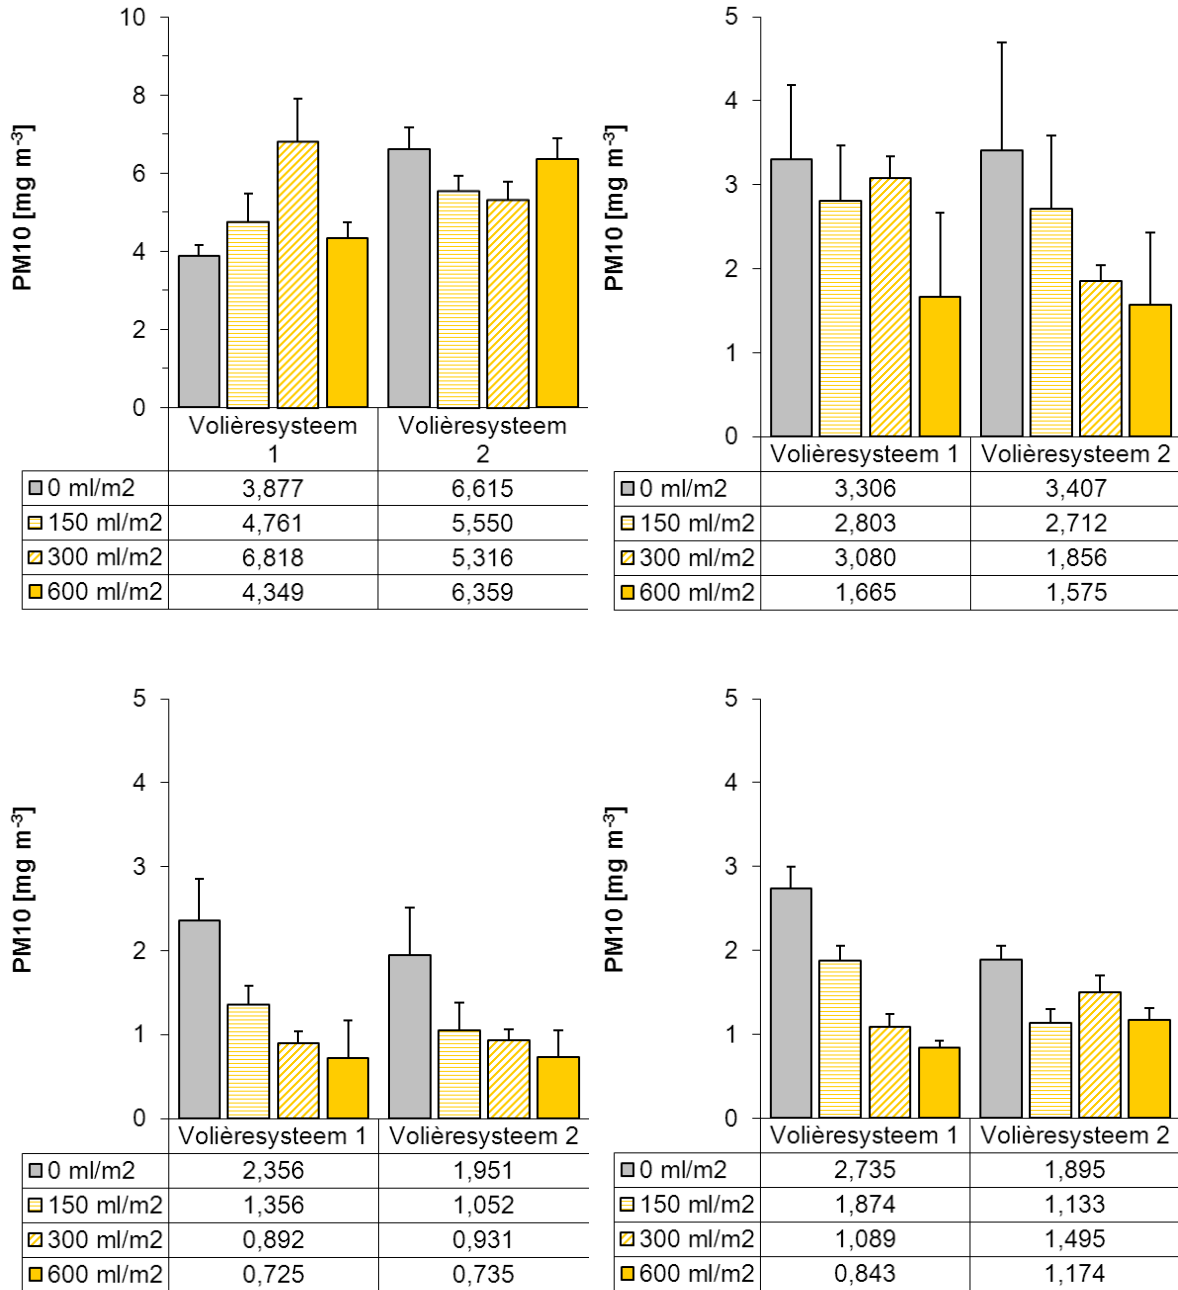 PM10 [mg m-3]
10
8
6
4
2
0
Volièresysteem 1
Volièresysteem 2
0 ml/m2 3,877 6,615
150 ml/m2 4,761 5,550
300 ml/m2 6,818 5,316
600 ml/m2 4,349 6,359
PM10 [mg m-3]
5
4
3
2
1
0
Volièresysteem 1 Volièresysteem 2
0 ml/m2 3,306 3,407
150 ml/m2 2,803 2,712
300 ml/m2 3,080 1,856
600 ml/m2 1,665 1,575
PM10 [mg m-3]
5
4
3
2
1
0
Volièresysteem 1 Volièresysteem 2
0 ml/m2 2,356 1,951
150 ml/m2 1,356 1,052
300 ml/m2 0,892 0,931
600 ml/m2 0,725 0,735
PM10 [mg m-3]
5
4
3
2
1
0
Volièresysteem 1 Volièresysteem 2
0 ml/m2 2,735 1,895
150 ml/m2 1,874 1,133
300 ml/m2 1,089 1,495
600 ml/m2 0,843 1,174